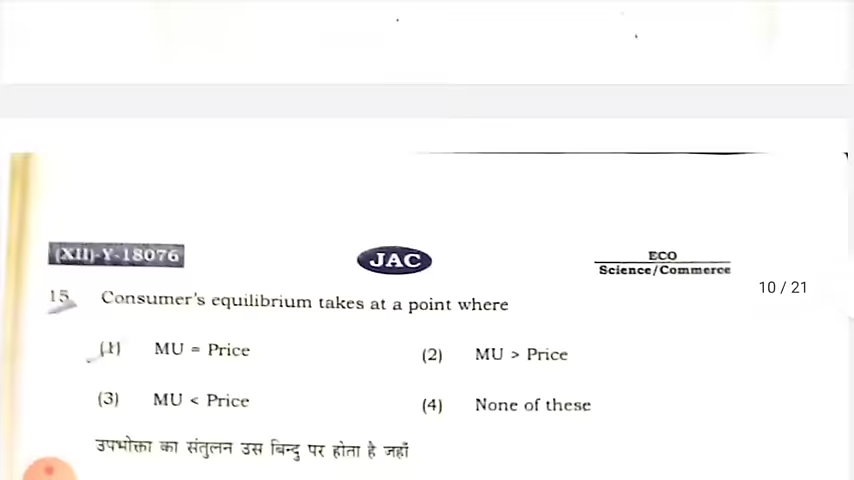 (XII)-Y-18076 JAC ECO
Science/Commerce
10 / 21
15. Consumer's equilibrium takes at a point where
(1) MU = Price (2) MU > Price
(3) MU < Price (4) None of these
उपभोक्ता का संतुलन उस बिन्दु पर होता है जहाँ